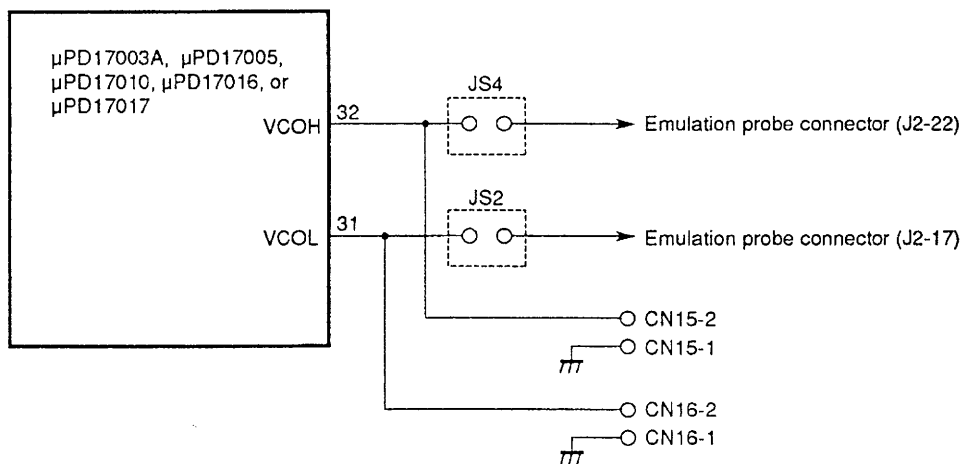 μPD17003A, μPD17005,
μPD17010, μPD17016, or
μPD17017
VCOH
32
JS4
Emulation probe connector (J2-22)
VCOL
31
JS2
Emulation probe connector (J2-17)
CN15-2
CN15-1
CN16-2
CN16-1